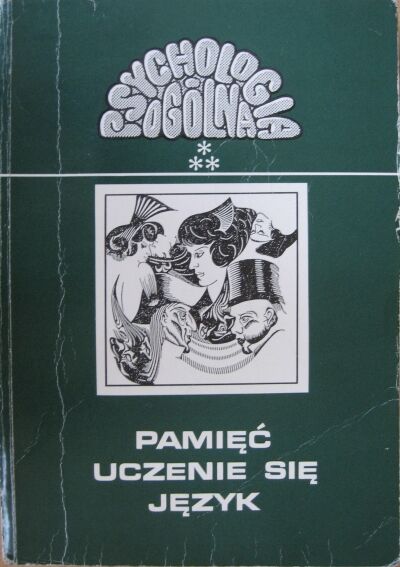 PSYCHOLOGIA
OGÓLNA
*
**
PAMIĘĆ
UCZENIE SIĘ
JĘZYK